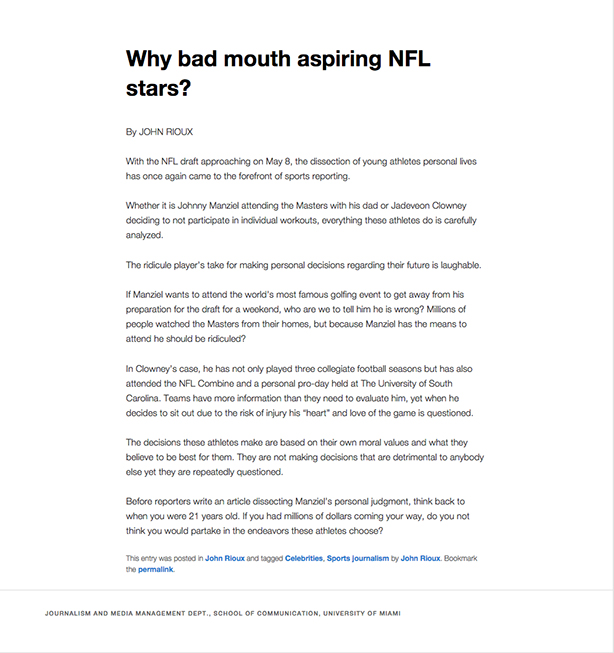 Why bad mouth aspiring NFL
stars?
By JOHN RIOUX
With the NFL draft approaching on May 8, the dissection of young athletes personal lives
has once again came to the forefront of sports reporting.
Whether it is Johnny Manziel attending the Masters with his dad or Jadeveon Clowney
deciding to not participate in individual workouts, everything these athletes do is carefully
analyzed.
The ridicule player's take for making personal decisions regarding their future is laughable.
If Manziel wants to attend the world's most famous golfing event to get away from his
preparation for the draft for a weekend, who are we to tell him he is wrong? Millions of
people watched the Masters from their homes, but because Manziel has the means to
attend he should be ridiculed?
In Clowney's case, he has not only played three collegiate football seasons but has also
attended the NFL Combine and a personal pro-day held at The University of South
Carolina. Teams have more information than they need to evaluate him, yet when he
decides to sit out due to the risk of injury his “heart” and love of the game is questioned.
The decisions these athletes make are based on their own moral values and what they
believe to be best for them. They are not making decisions that are detrimental to anybody
else yet they are repeatedly questioned.
Before reporters write an article dissecting Manziel's personal judgment, think back to
when you were 21 years old. If you had millions of dollars coming your way, do you not
think you would partake in the endeavors these athletes choose?
This entry was posted in John Rioux and tagged Celebrities, Sports journalism by John Rioux. Bookmark
the permalink.
JOURNALISM AND MEDIA MANAGEMENT DEPT., SCHOOL OF COMMUNICATION, UNIVERSITY OF MIAMI